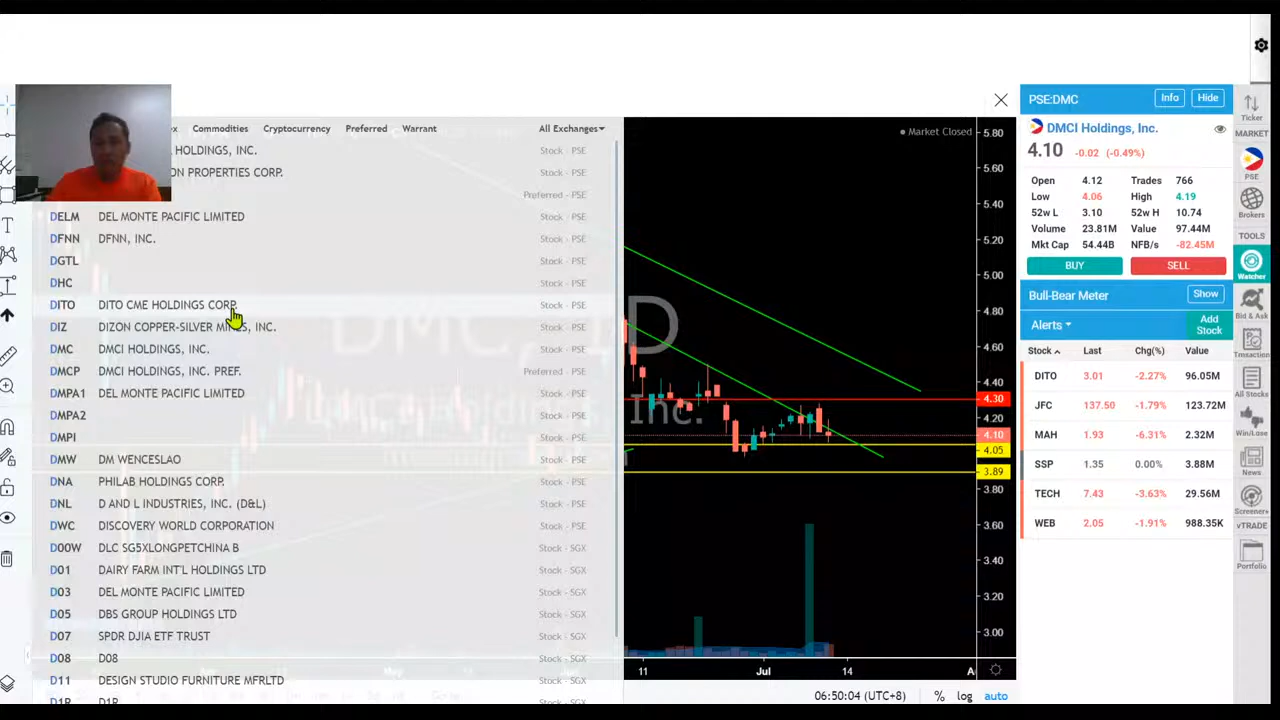 ex Commodities Cryptocurrency Preferred Warrant All Exchanges
HOLDINGS, INC. Stock - PSE
PROPERTIES CORP. Stock - PSE
Preferred - PSE
DELM DEL MONTE PACIFIC LIMITED Stock - PSE
DFNN DFNN, INC. Stock - PSE
DGTL Stock - PSE
DHC Stock - PSE
DITO DITO CME HOLDINGS CORP. Stock - PSE
DIZ DIZON COPPER-SILVER MINES, INC. Stock - PSE
DMC DMCI HOLDINGS, INC. Stock - PSE
DMCP DMCI HOLDINGS, INC. PREF. Preferred - PSE
DMPA1 DEL MONTE PACIFIC LIMITED Stock - PSE
DMPA2 Stock - PSE
DMPI Stock - PSE
DMW DM WENCESLAO Stock - PSE
DNA PHILAB HOLDINGS CORP. Stock - PSE
DNL D AND L INDUSTRIES, INC. (D&L) Stock - PSE
DWC DISCOVERY WORLD CORPORATION Stock - PSE
D00W DLC SG5XLONGPETCHINA B Stock - SGX
D01 DAIRY FARM INT'L HOLDINGS LTD Stock - SGX
D03 DEL MONTE PACIFIC LIMITED Stock - SGX
D05 DBS GROUP HOLDINGS LTD Stock - SGX
D07 SPDR DJIA ETF TRUST Stock - SGX
D08 D08 Stock - SGX
D11 DESIGN STUDIO FURNITURE MFRLTD Stock - SGX
D1R D1R Stock - SGX
Market Closed
D
Inc.
5.80
5.60
5.40
5.20
5.00
4.80
4.60
4.40
4.30
4.20
4.10
4.05
3.89
3.80
3.60
3.40
3.20
3.00
11 Jul 14 A
06:50:04 (UTC+8) % log auto
PSE:DMC Info Hide
DMCI Holdings, Inc.
4.10 -0.02 (-0.49%)
Open 4.12 Trades 766
Low 4.06 High 4.19
52w L 3.10 52w H 10.74
Volume 23.81M Value 97.44M
Mkt Cap 54.44B NFB/s -82.45M
BUY SELL
Bull-Bear Meter Show
Alerts Add Stock
Stock Last Chg(%) Value
DITO 3.01 -2.27% 96.05M
JFC 137.50 -1.79% 123.72M
MAH 1.93 -6.31% 2.32M
SSP 1.35 0.00% 3.88M
TECH 7.43 -3.63% 29.56M
WEB 2.05 -1.91% 988.35K
Ticker
MARKET
PSE
Brokers
TOOLS
Watcher
Bid & Ask
Trnsaction
All Stocks
Win/Lose
News
Screener+
vTRADE
Portfolio